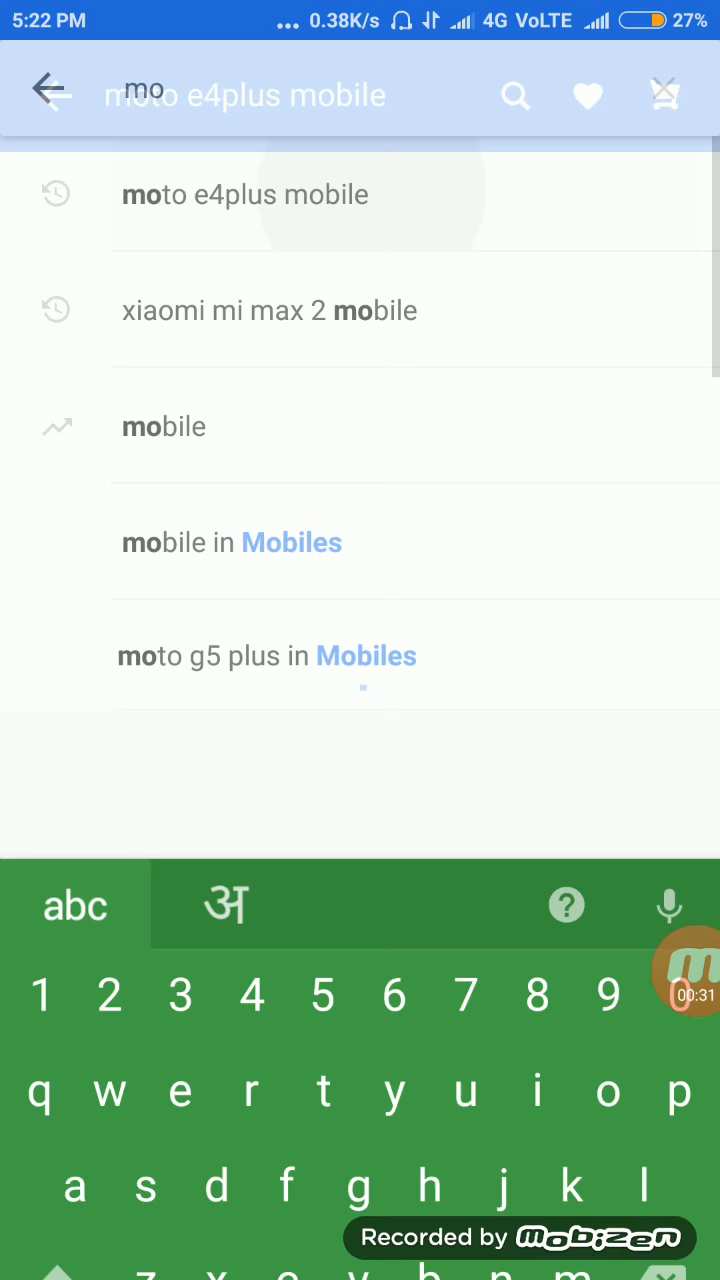 5:22 PM ... 0.38K/s 4G VoLTE 27%
mo
moto e4plus mobile
moto e4plus mobile
xiaomi mi max 2 mobile
mobile
mobile in Mobiles
moto g5 plus in Mobiles
abc अ ?
1 2 3 4 5 6 7 8 9 0
00:31
q w e r t y u i o p
a s d f g h j k l
Recorded by mobizen
z x c v b n m